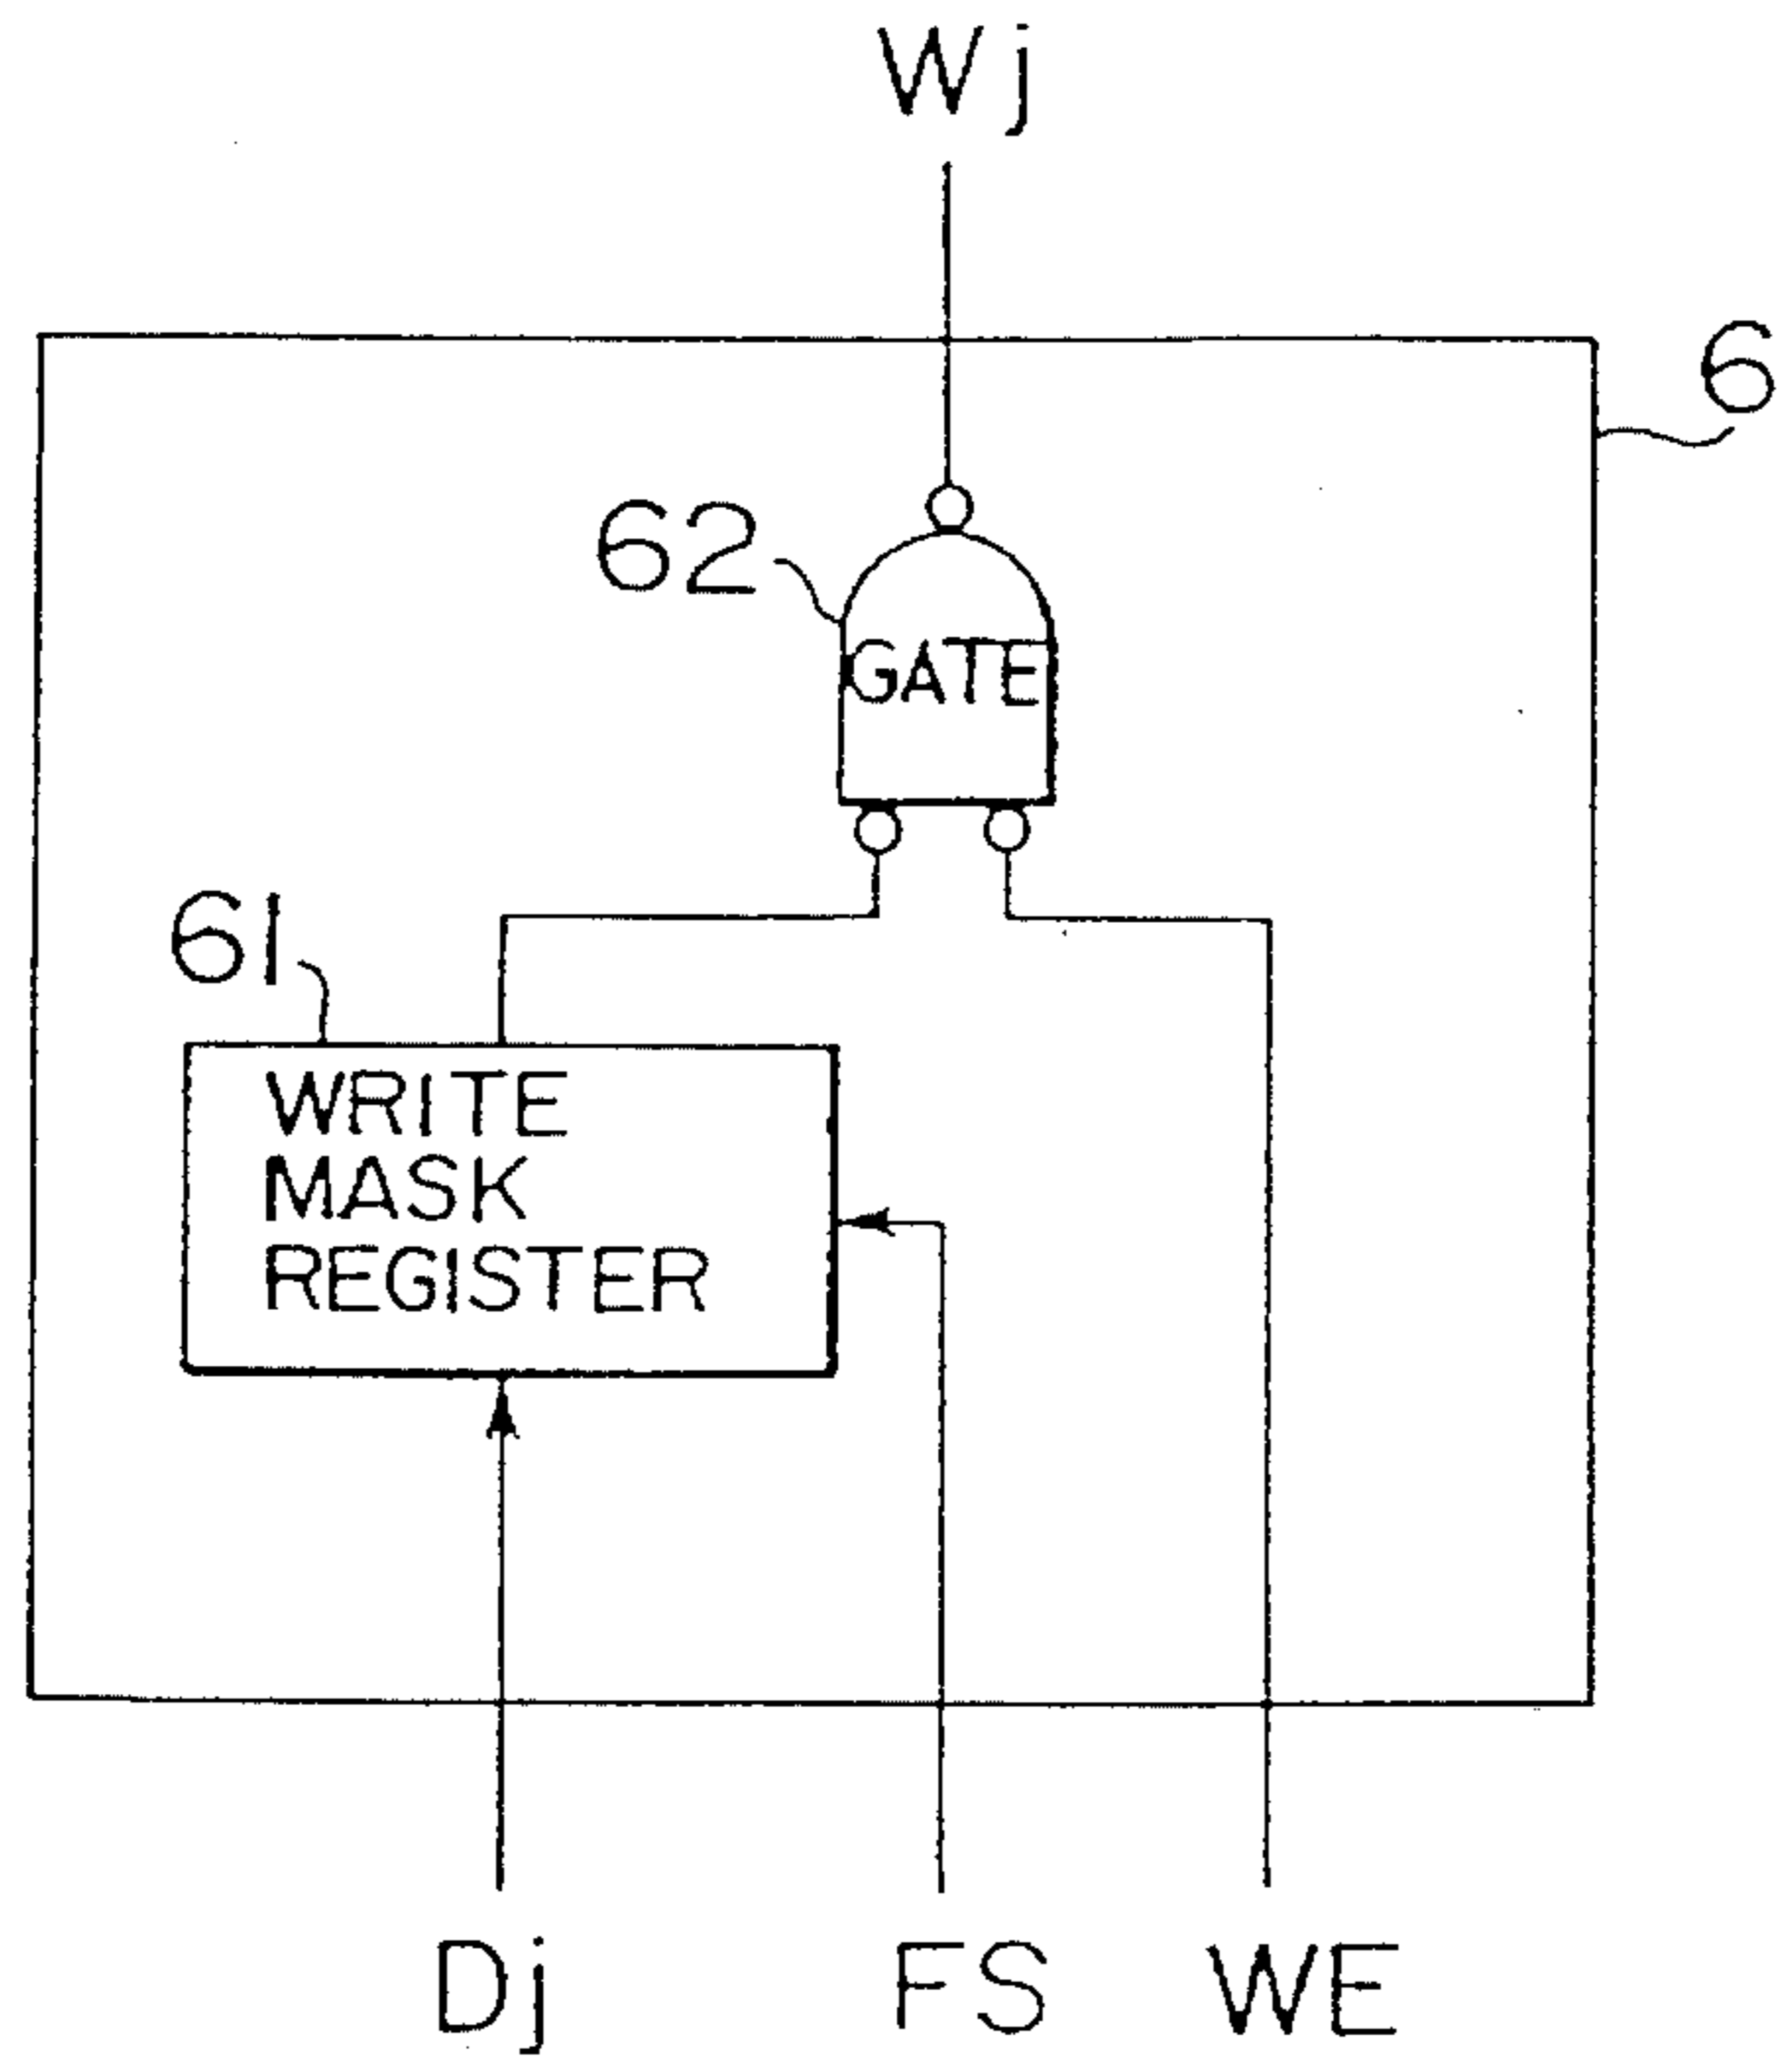 Wj
6
62
GATE
61
WRITE
MASK
REGISTER
Dj FS WE